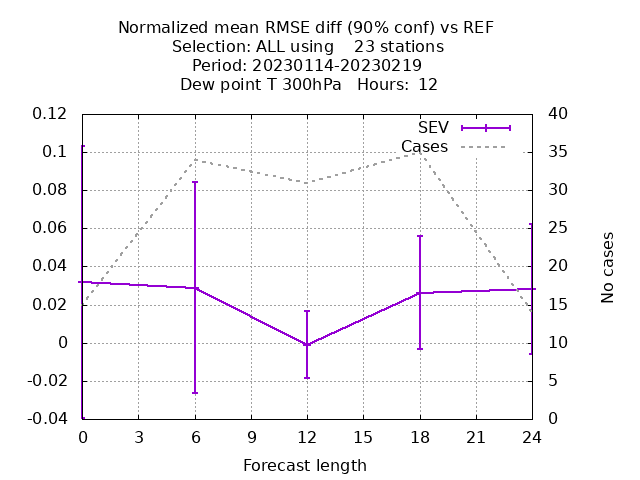 Normalized mean RMSE diff (90% conf) vs REF
Selection: ALL using    23 stations
Period: 20230114-20230219
Dew point T 300hPa   Hours:  12
SEV
Cases
0.12
0.1
0.08
0.06
0.04
0.02
0
-0.02
-0.04
40
35
30
25
20
15
10
5
0
No cases
0 3 6 9 12 15 18 21 24
Forecast length